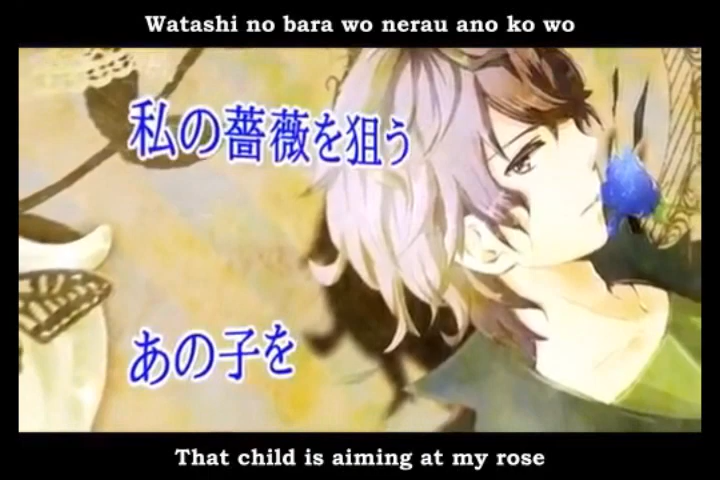 Watashi no bara wo nerau ano ko wo
私の薔薇を狙う
あの子を
That child is aiming at my rose